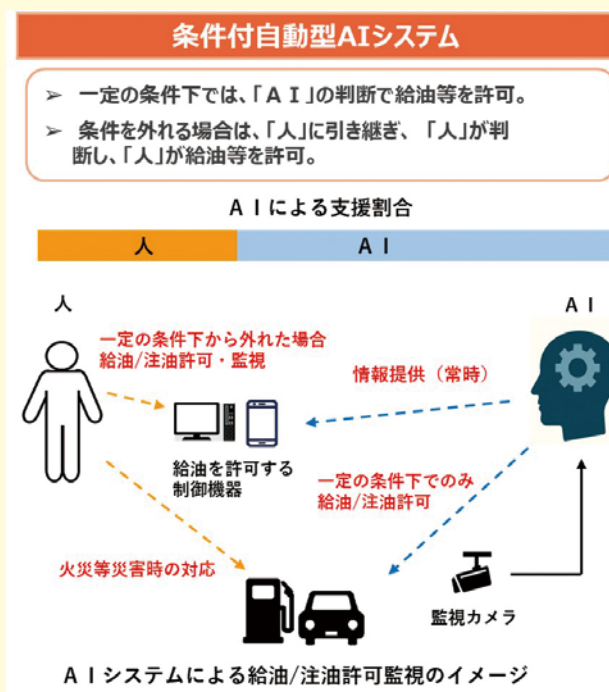 条件付自動型AIシステム
➢ 一定の条件下では、「ＡＩ」の判断で給油等を許可。
➢ 条件を外れる場合は、「人」に引き継ぎ、「人」が判
断し、「人」が給油等を許可。
ＡＩによる支援割合
人 ＡＩ
人 ＡＩ
一定の条件下から外れた場合
給油/注油許可・監視
情報提供（常時）
給油を許可する
制御機器
一定の条件下でのみ
給油/注油許可
火災等災害時の対応
監視カメラ
ＡＩシステムによる給油/注油許可監視のイメージ